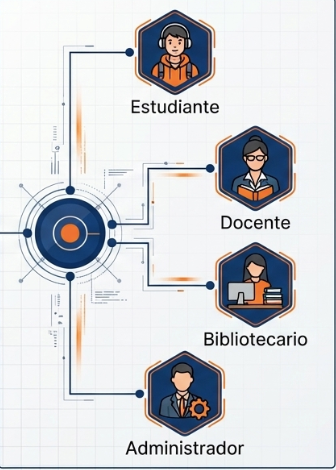 Estudiante
Docente
Bibliotecario
Administrador